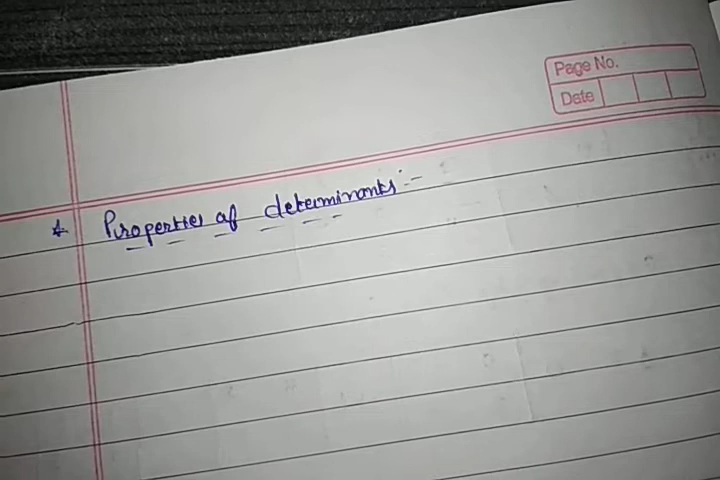 Page No.
Date
* Properties of determinants :-